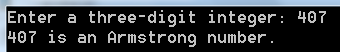 Enter a three-digit integer: 407
407 is an Armstrong number.